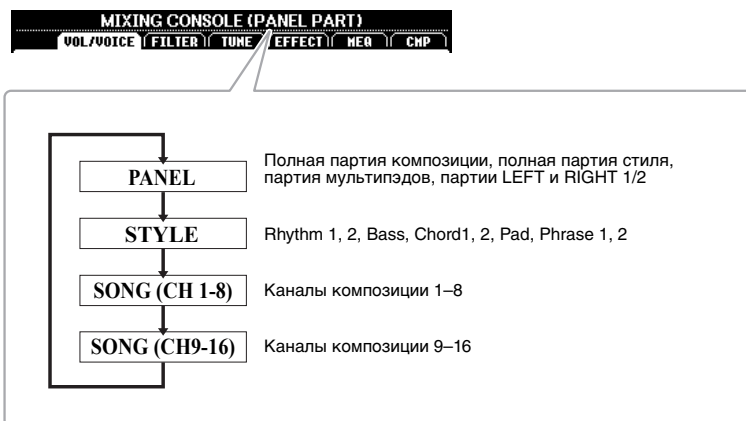 MIXING CONSOLE (PANEL PART)
VOL/VOICE FILTER TUNE EFFECT MEQ CMP
PANEL
Полная партия композиции, полная партия стиля,
партия мультипэдов, партии LEFT и RIGHT 1/2
STYLE
Rhythm 1, 2, Bass, Chord1, 2, Pad, Phrase 1, 2
SONG (CH 1-8)
Каналы композиции 1–8
SONG (CH9-16)
Каналы композиции 9–16